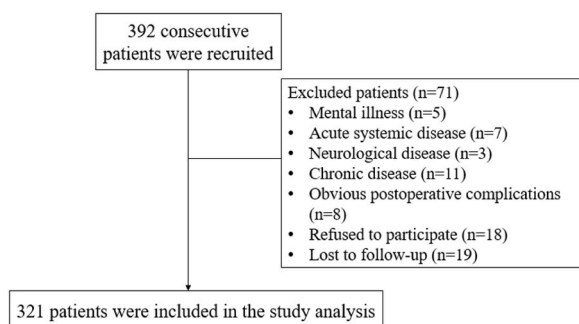 392 consecutive
patients were recruited
Excluded patients (n=71)
• Mental illness (n=5)
• Acute systemic disease (n=7)
• Neurological disease (n=3)
• Chronic disease (n=11)
• Obvious postoperative complications
(n=8)
• Refused to participate (n=18)
• Lost to follow-up (n=19)
321 patients were included in the study analysis